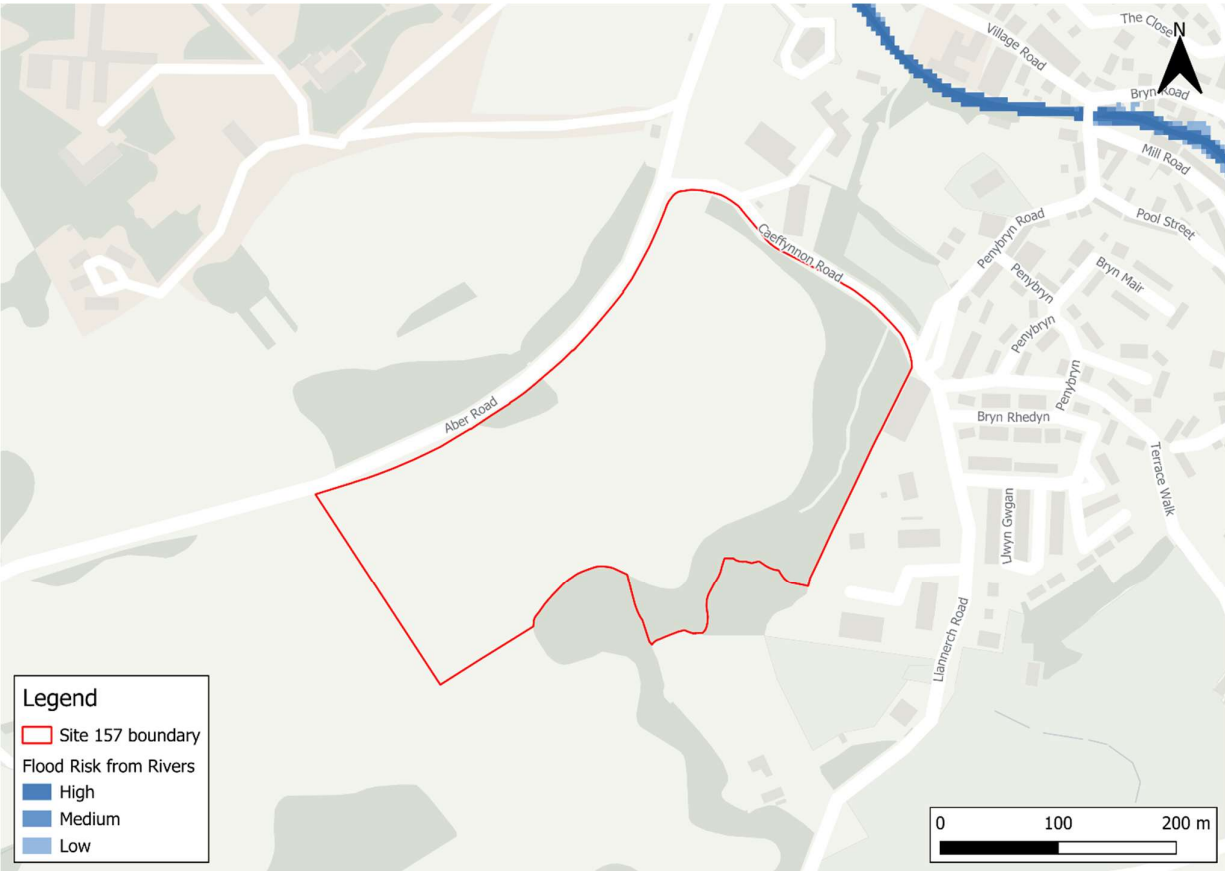 The Close
N
Village Road
Bryn Road
Mill Road
Pool Street
Penybryn Road
Bryn Mair
Penybryn
Penybryn
Penybryn
Caeffynnon Road
Aber Road
Bryn Rhedyn
Terrace Walk
Llwyn Gwgan
Llannerch Road
Legend
Site 157 boundary
Flood Risk from Rivers
High
Medium
Low
0 100 200 m